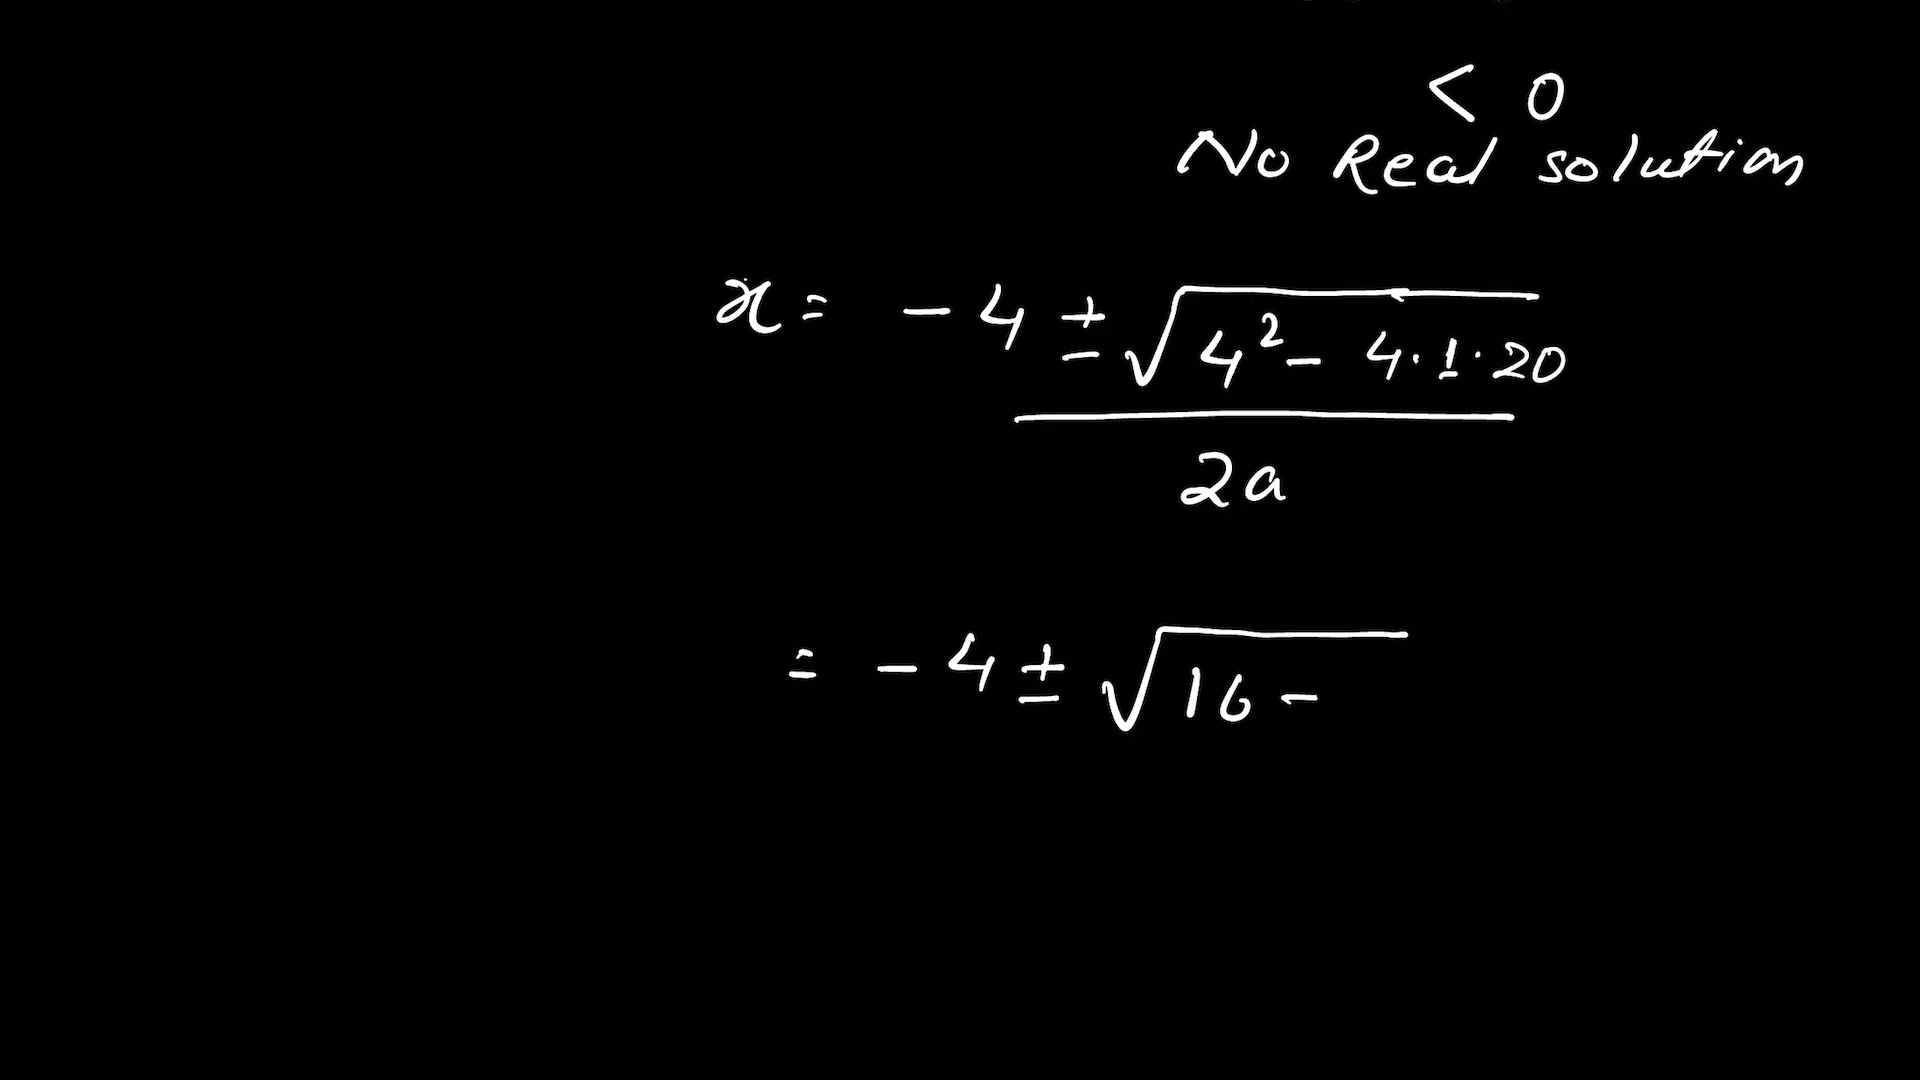 < 0
No Real solution
x = - 4 ± √4² - 4·1·20
2a
= - 4 ± √16 -